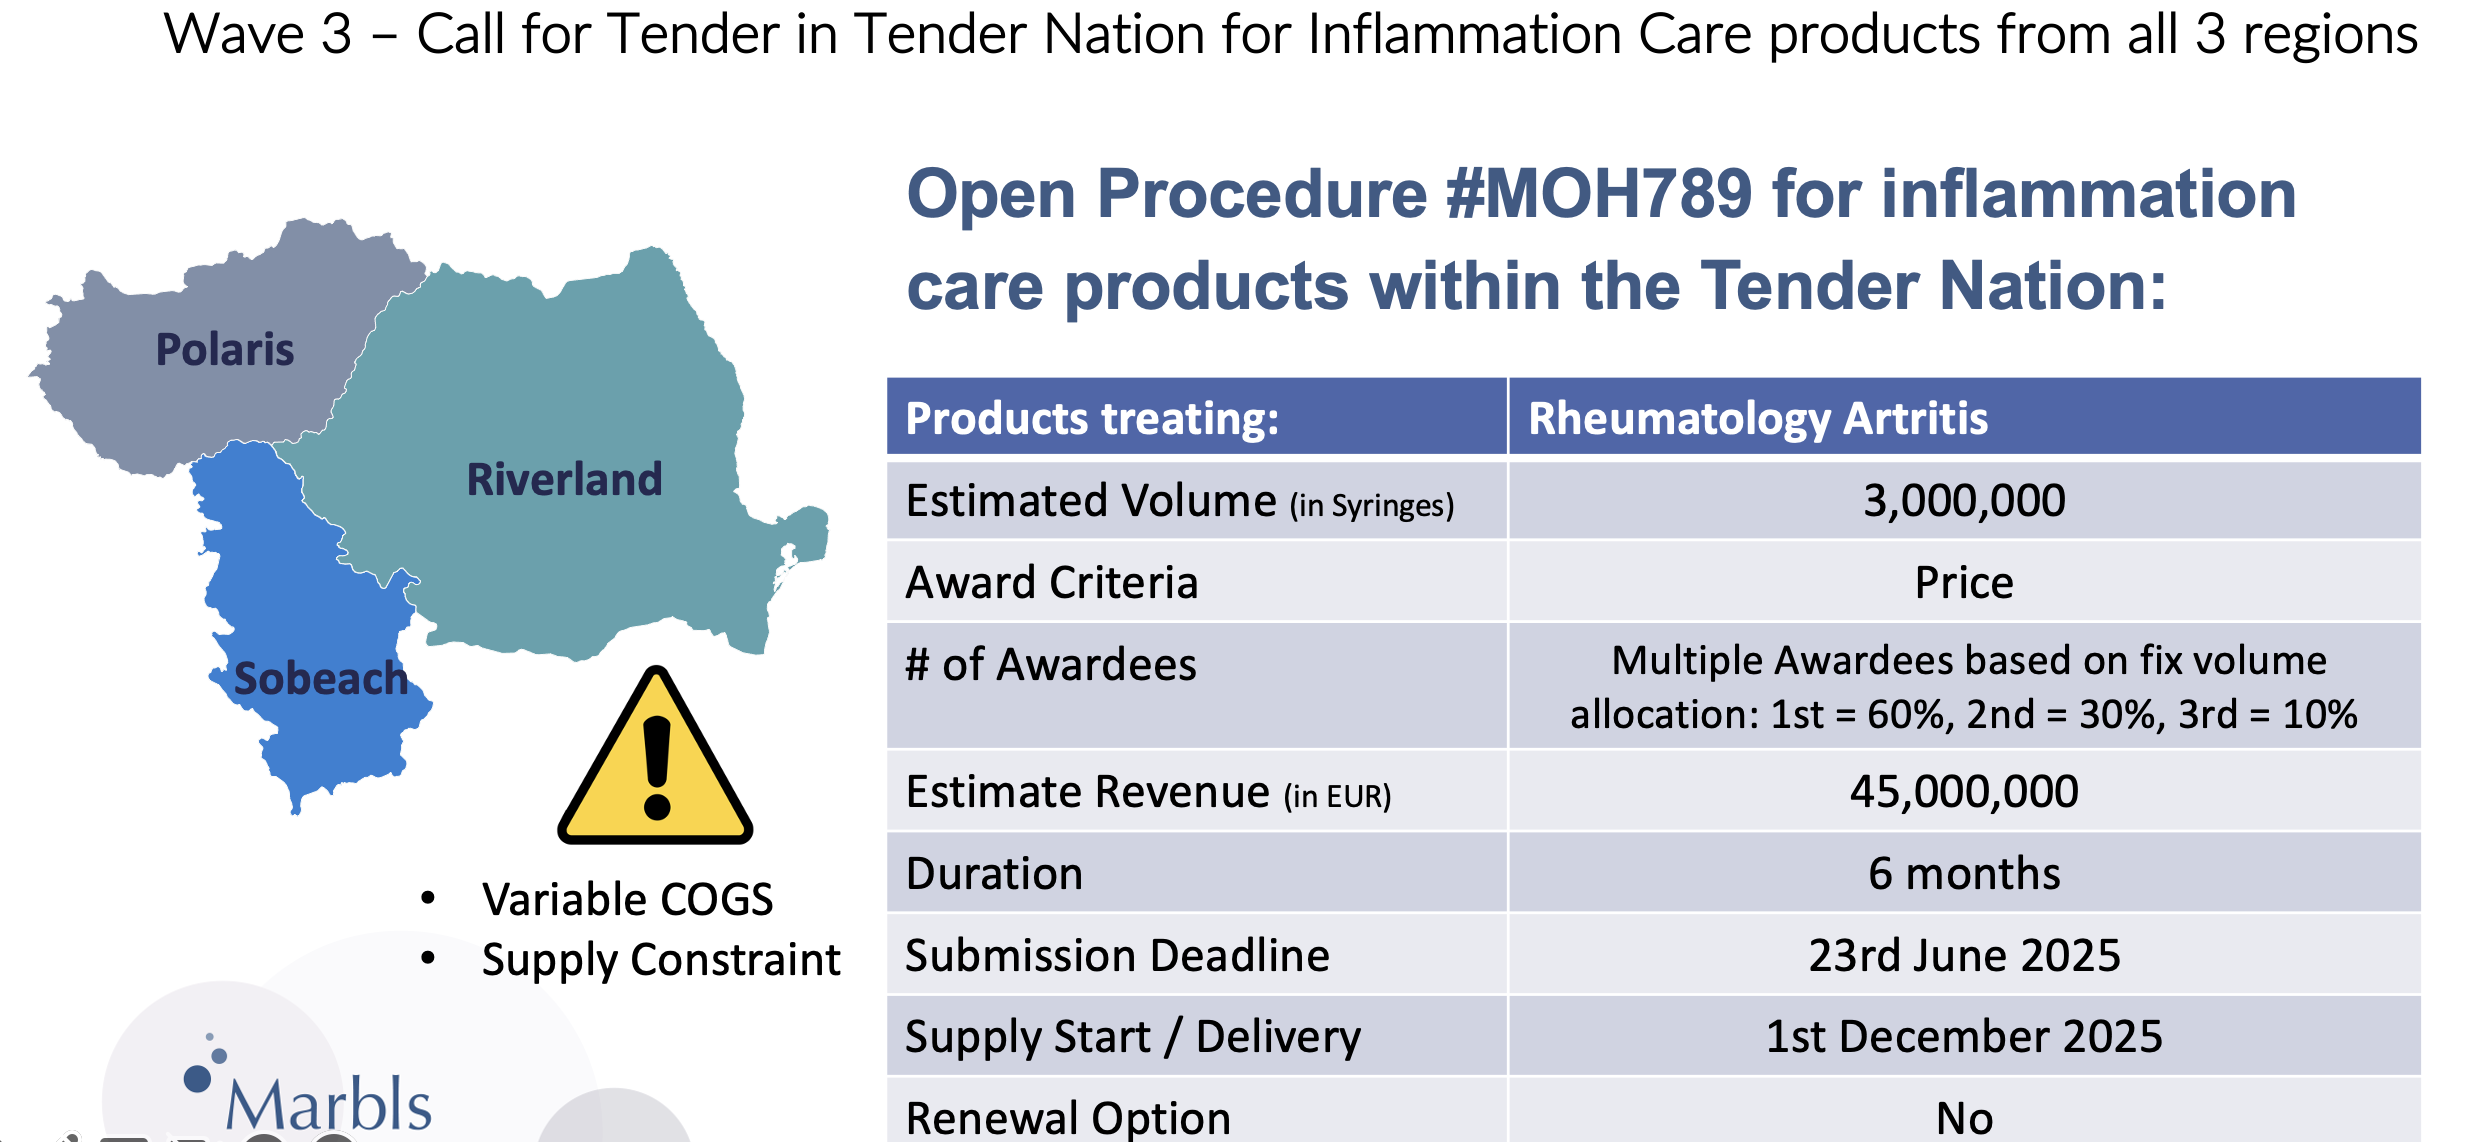 Wave 3 – Call for Tender in Tender Nation for Inflammation Care products from all 3 regions
Open Procedure #MOH789 for inflammation
care products within the Tender Nation:
Polaris
Riverland
Sobeach
• Variable COGS
• Supply Constraint
Products treating: Rheumatology Artritis
Estimated Volume (in Syringes) 3,000,000
Award Criteria Price
# of Awardees Multiple Awardees based on fix volume
allocation: 1st = 60%, 2nd = 30%, 3rd = 10%
Estimate Revenue (in EUR) 45,000,000
Duration 6 months
Submission Deadline 23rd June 2025
Supply Start / Delivery 1st December 2025
Renewal Option No
Marbls